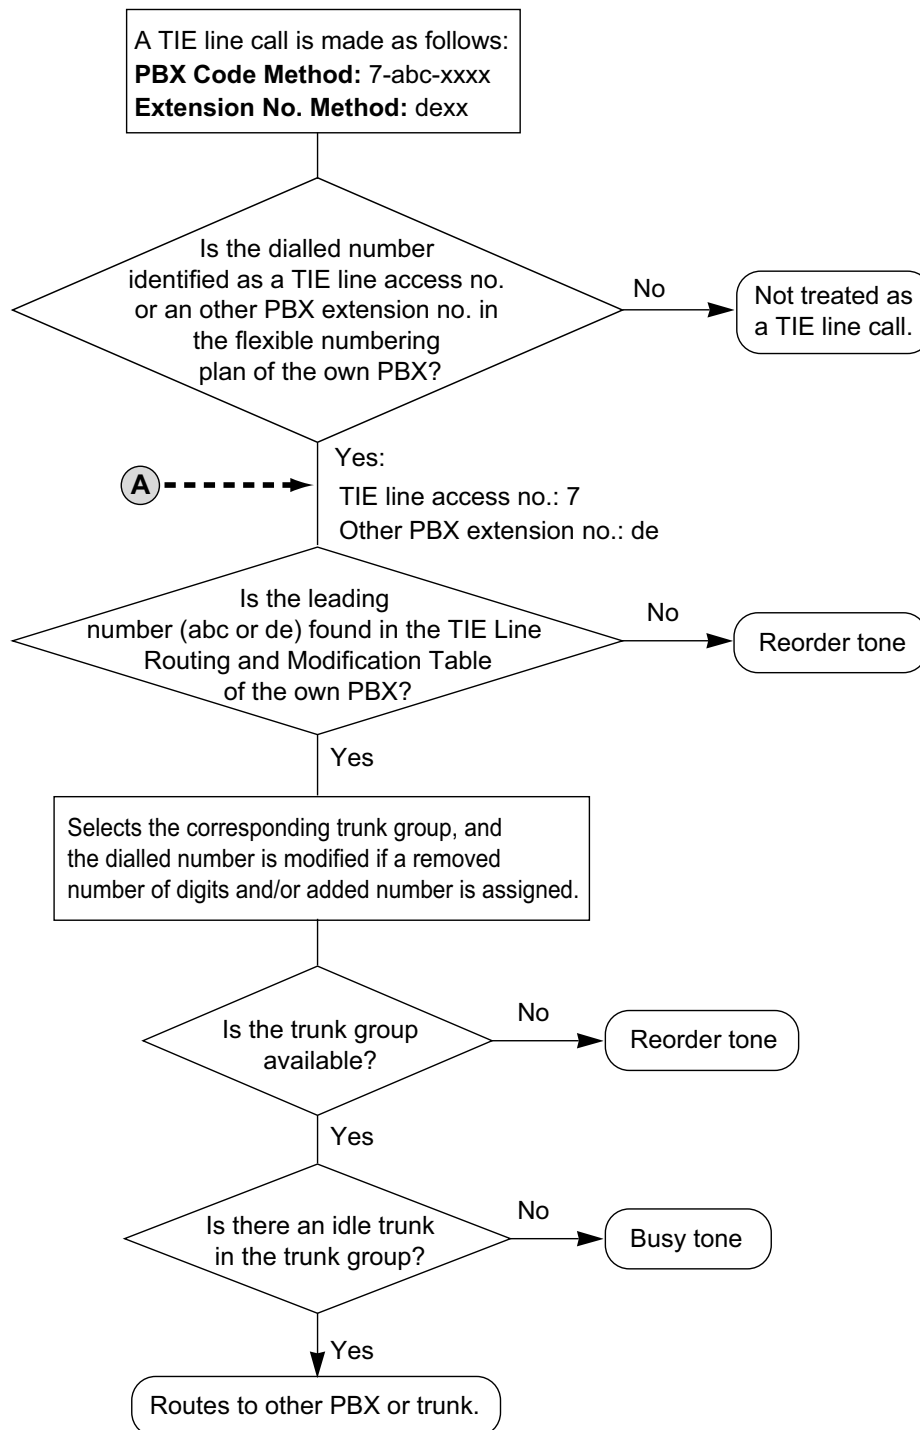 A TIE line call is made as follows:
PBX Code Method: 7-abc-xxxx
Extension No. Method: dexx
Is the dialled number
identified as a TIE line access no.
or an other PBX extension no. in
the flexible numbering
plan of the own PBX?
No
Not treated as
a TIE line call.
Yes:
A
TIE line access no.: 7
Other PBX extension no.: de
Is the leading
number (abc or de) found in the TIE Line
Routing and Modification Table
of the own PBX?
No
Reorder tone
Yes
Selects the corresponding trunk group, and
the dialled number is modified if a removed
number of digits and/or added number is assigned.
Is the trunk group
available?
No
Reorder tone
Yes
Is there an idle trunk
in the trunk group?
No
Busy tone
Yes
Routes to other PBX or trunk.